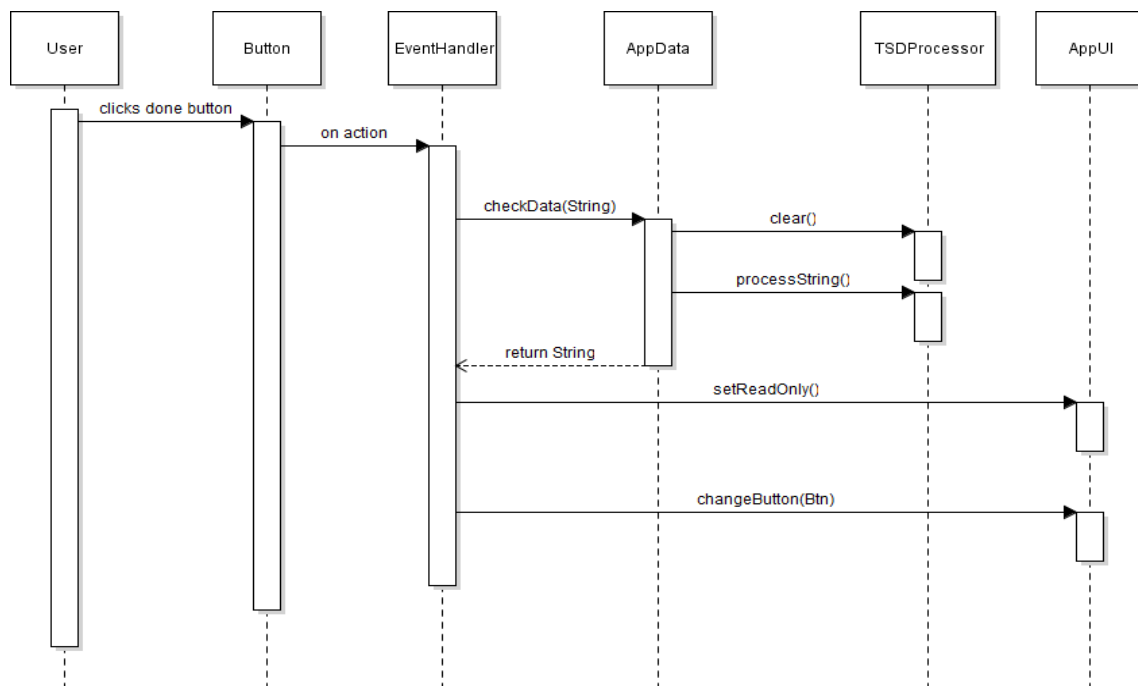 User
Button
EventHandler
AppData
TSDProcessor
AppUI
clicks done button
on action
checkData(String)
clear()
processString()
return String
setReadOnly()
changeButton(Btn)